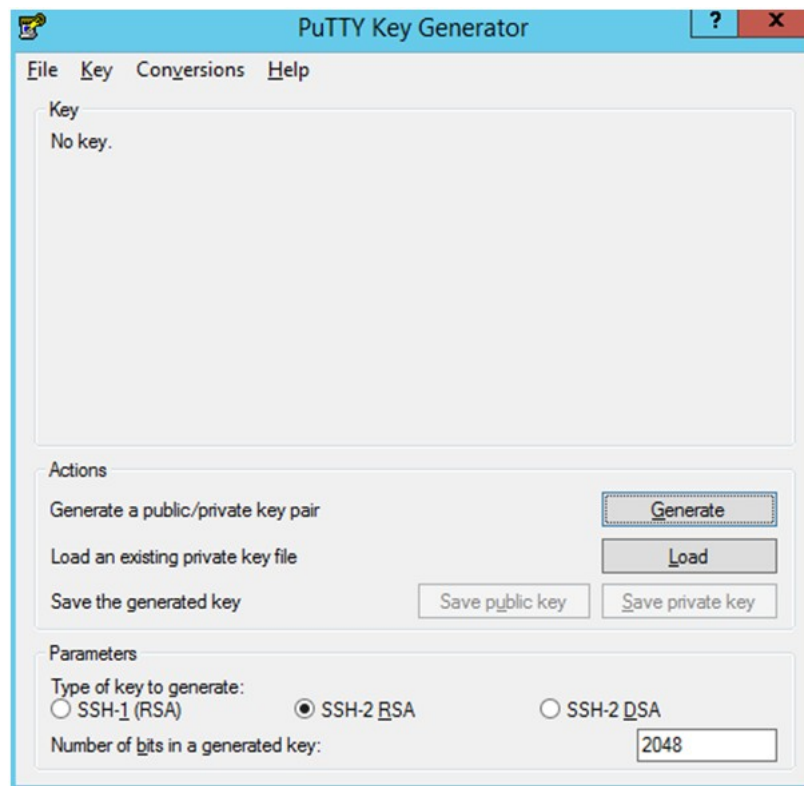 PuTTY Key Generator
?
x
File Key Conversions Help
Key
No key.
Actions
Generate a public/private key pair
Generate
Load an existing private key file
Load
Save the generated key
Save public key
Save private key
Parameters
Type of key to generate:
SSH-1 (RSA) SSH-2 RSA SSH-2 DSA
Number of bits in a generated key:
2048